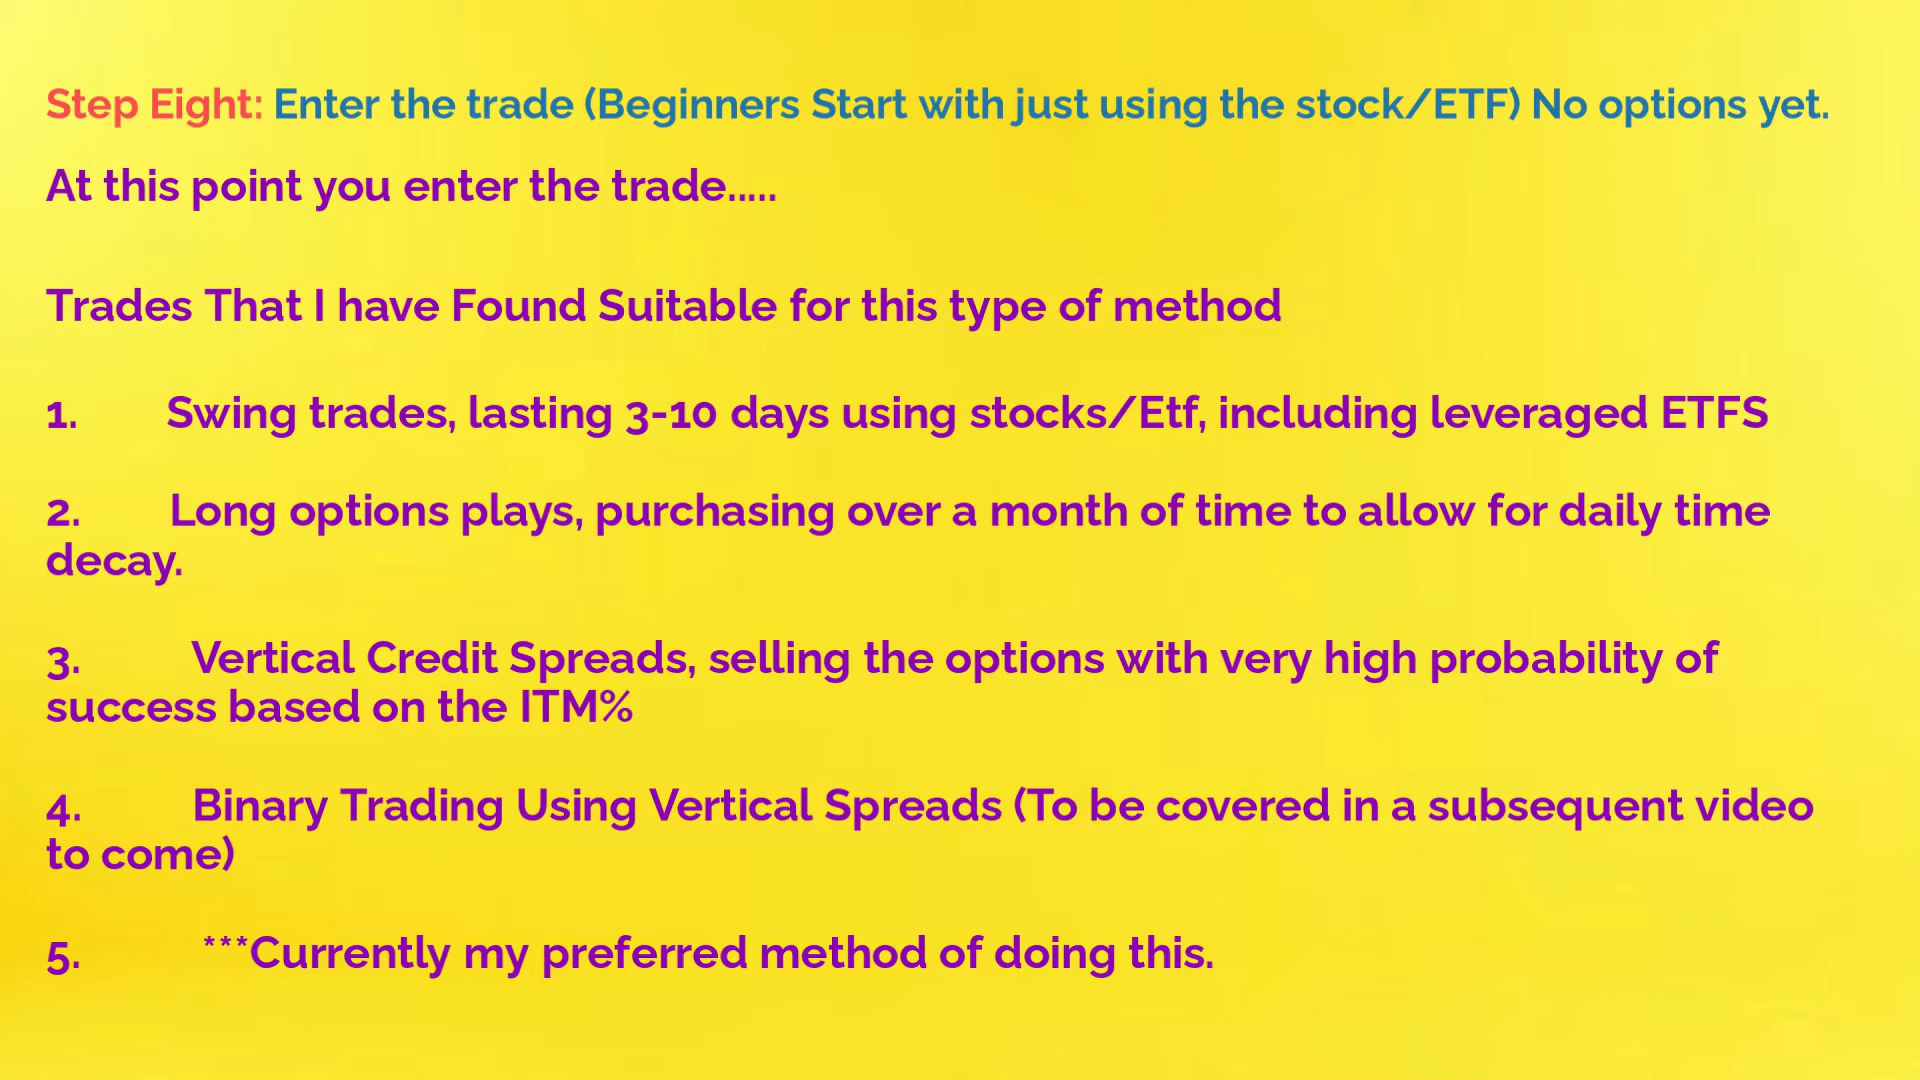 Step Eight: Enter the trade (Beginners Start with just using the stock/ETF) No options yet.
At this point you enter the trade.....
Trades That I have Found Suitable for this type of method
1. Swing trades, lasting 3-10 days using stocks/Etf, including leveraged ETFS
2. Long options plays, purchasing over a month of time to allow for daily time
decay.
3. Vertical Credit Spreads, selling the options with very high probability of
success based on the ITM%
4. Binary Trading Using Vertical Spreads (To be covered in a subsequent video
to come)
5. ***Currently my preferred method of doing this.